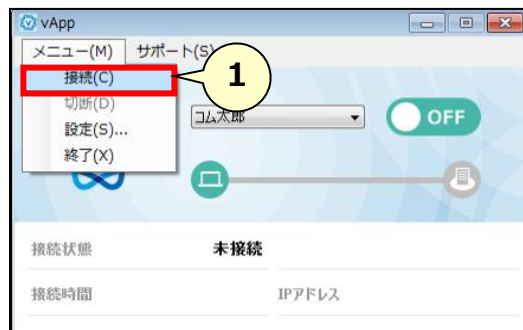 vApp
メニュー(M) サポート(S)
接続(C)
1
切断(D)
コム太郎
OFF
設定(S)...
終了(X)
接続状態 未接続
接続時間 IPアドレス